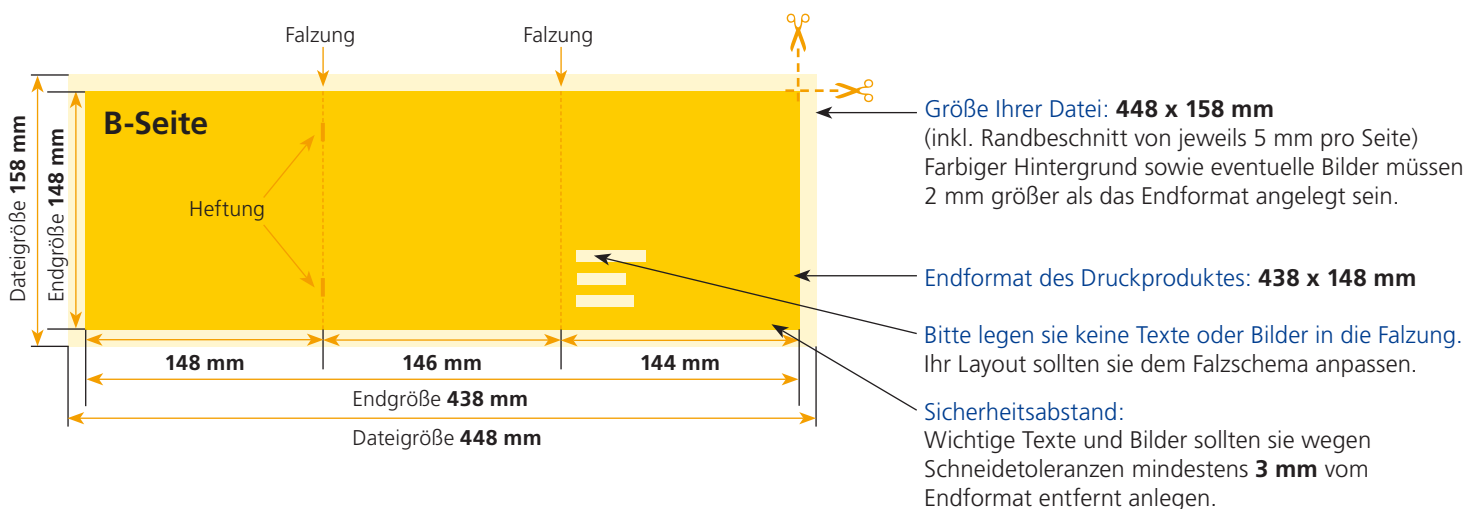 Falzung
Falzung
B-Seite
Dateigröße 158 mm
Endgröße 148 mm
Heftung
148 mm
146 mm
144 mm
Endgröße 438 mm
Dateigröße 448 mm
Größe Ihrer Datei: 448 x 158 mm
(inkl. Randbeschnitt von jeweils 5 mm pro Seite)
Farbiger Hintergrund sowie eventuelle Bilder müssen
2 mm größer als das Endformat angelegt sein.
Endformat des Druckproduktes: 438 x 148 mm
Bitte legen sie keine Texte oder Bilder in die Falzung.
Ihr Layout sollten sie dem Falzschema anpassen.
Sicherheitsabstand:
Wichtige Texte und Bilder sollten sie wegen
Schneidetoleranzen mindestens 3 mm vom
Endformat entfernt anlegen.